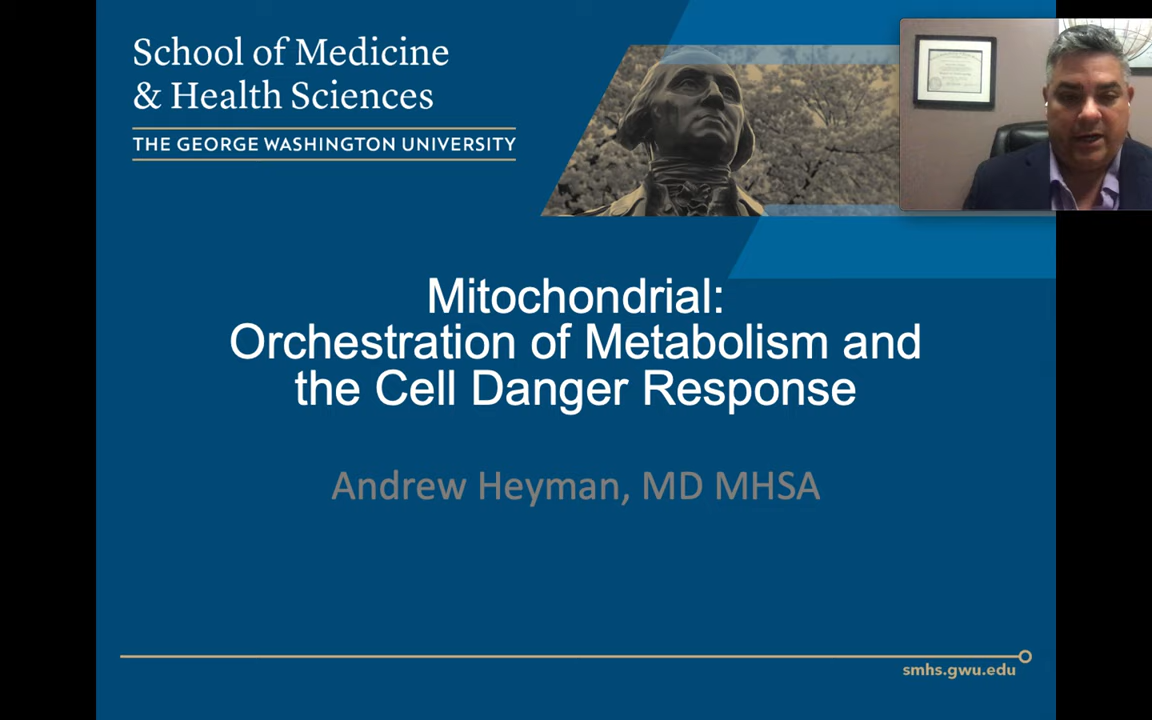 School of Medicine
& Health Sciences
THE GEORGE WASHINGTON UNIVERSITY
Mitochondrial:
Orchestration of Metabolism and
the Cell Danger Response
Andrew Heyman, MD MHSA
smhs.gwu.edu